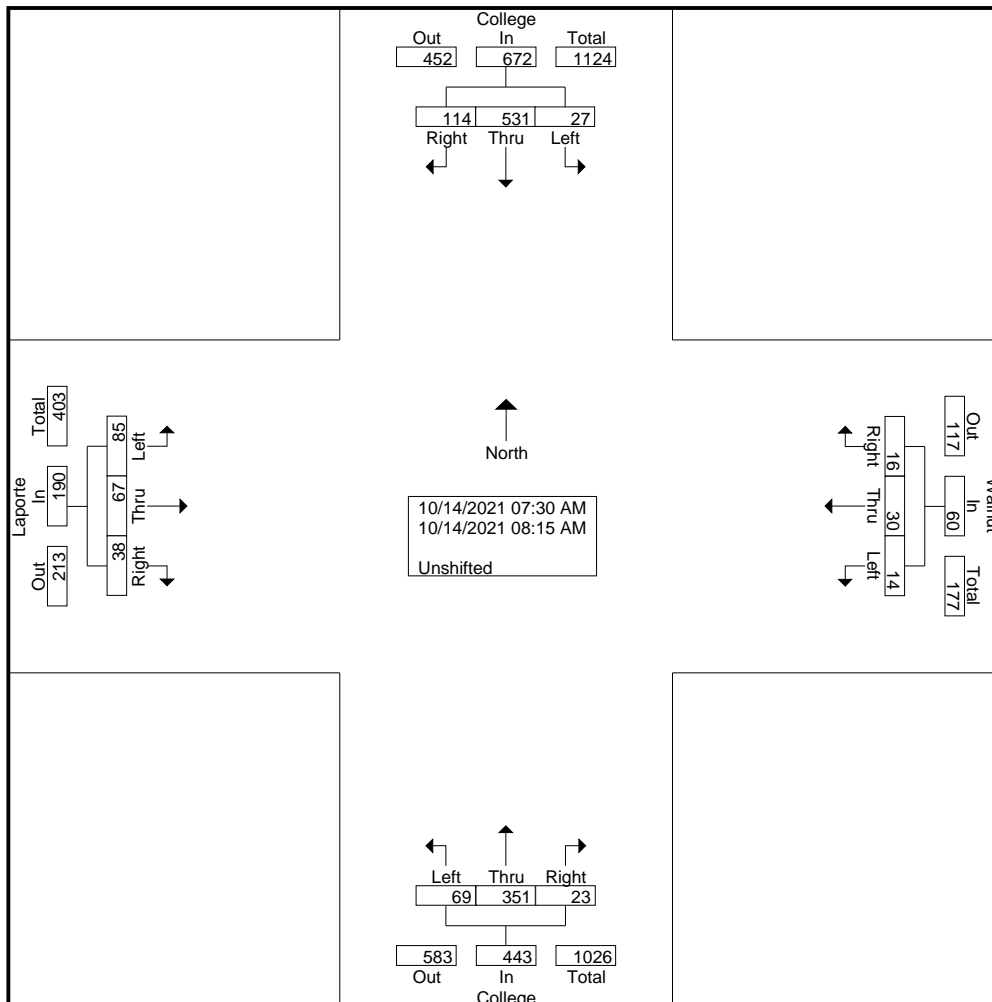 College
Out In Total
452 672 1124
114 531 27
Right Thru Left
Laporte
Total In Out
403 190 213
85 67 38
Left Thru Right
North
10/14/2021 07:30 AM
10/14/2021 08:15 AM
Unshifted
Right Thru Left
16 30 14
Out In Total
117 60 177
Walnut
Left Thru Right
69 351 23
583 443 1026
Out In Total
College